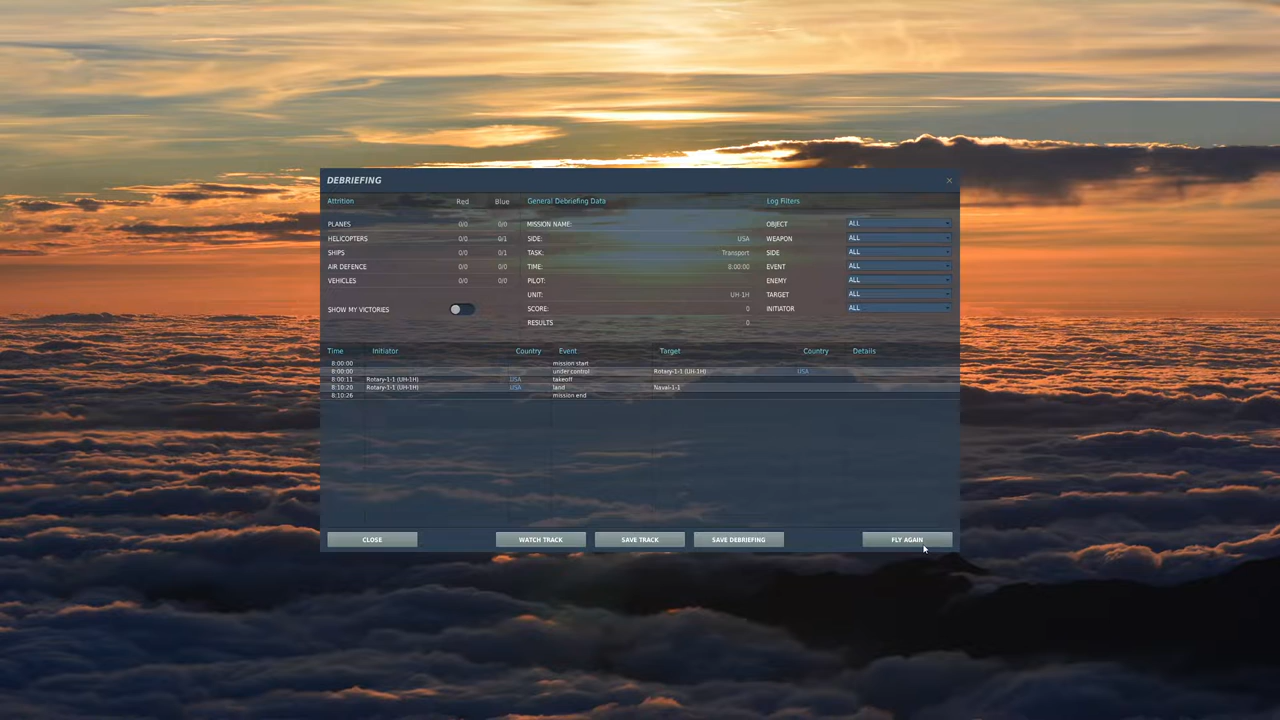 DEBRIEFING
Attrition Red Blue General Debriefing Data Log Filters
PLANES 0/0 0/0 MISSION NAME: OBJECT ALL
HELICOPTERS 0/0 0/1 SIDE: USA WEAPON ALL
SHIPS 0/0 0/1 TASK: Transport SIDE ALL
AIR DEFENCE 0/0 0/0 TIME: 8:00:00 EVENT ALL
VEHICLES 0/0 0/0 PILOT: ENEMY ALL
UNIT: UH-1H TARGET ALL
SHOW MY VICTORIES SCORE: 0 INITIATOR ALL
RESULTS 0
Time Initiator Country Event Target Country Details
8:00:00 mission start
8:00:00 under control Rotary-1-1 (UH-1H) USA
8:00:11 Rotary-1-1 (UH-1H) USA takeoff
8:10:20 Rotary-1-1 (UH-1H) USA land Naval-1-1
8:10:26 mission end
CLOSE WATCH TRACK SAVE TRACK SAVE DEBRIEFING FLY AGAIN